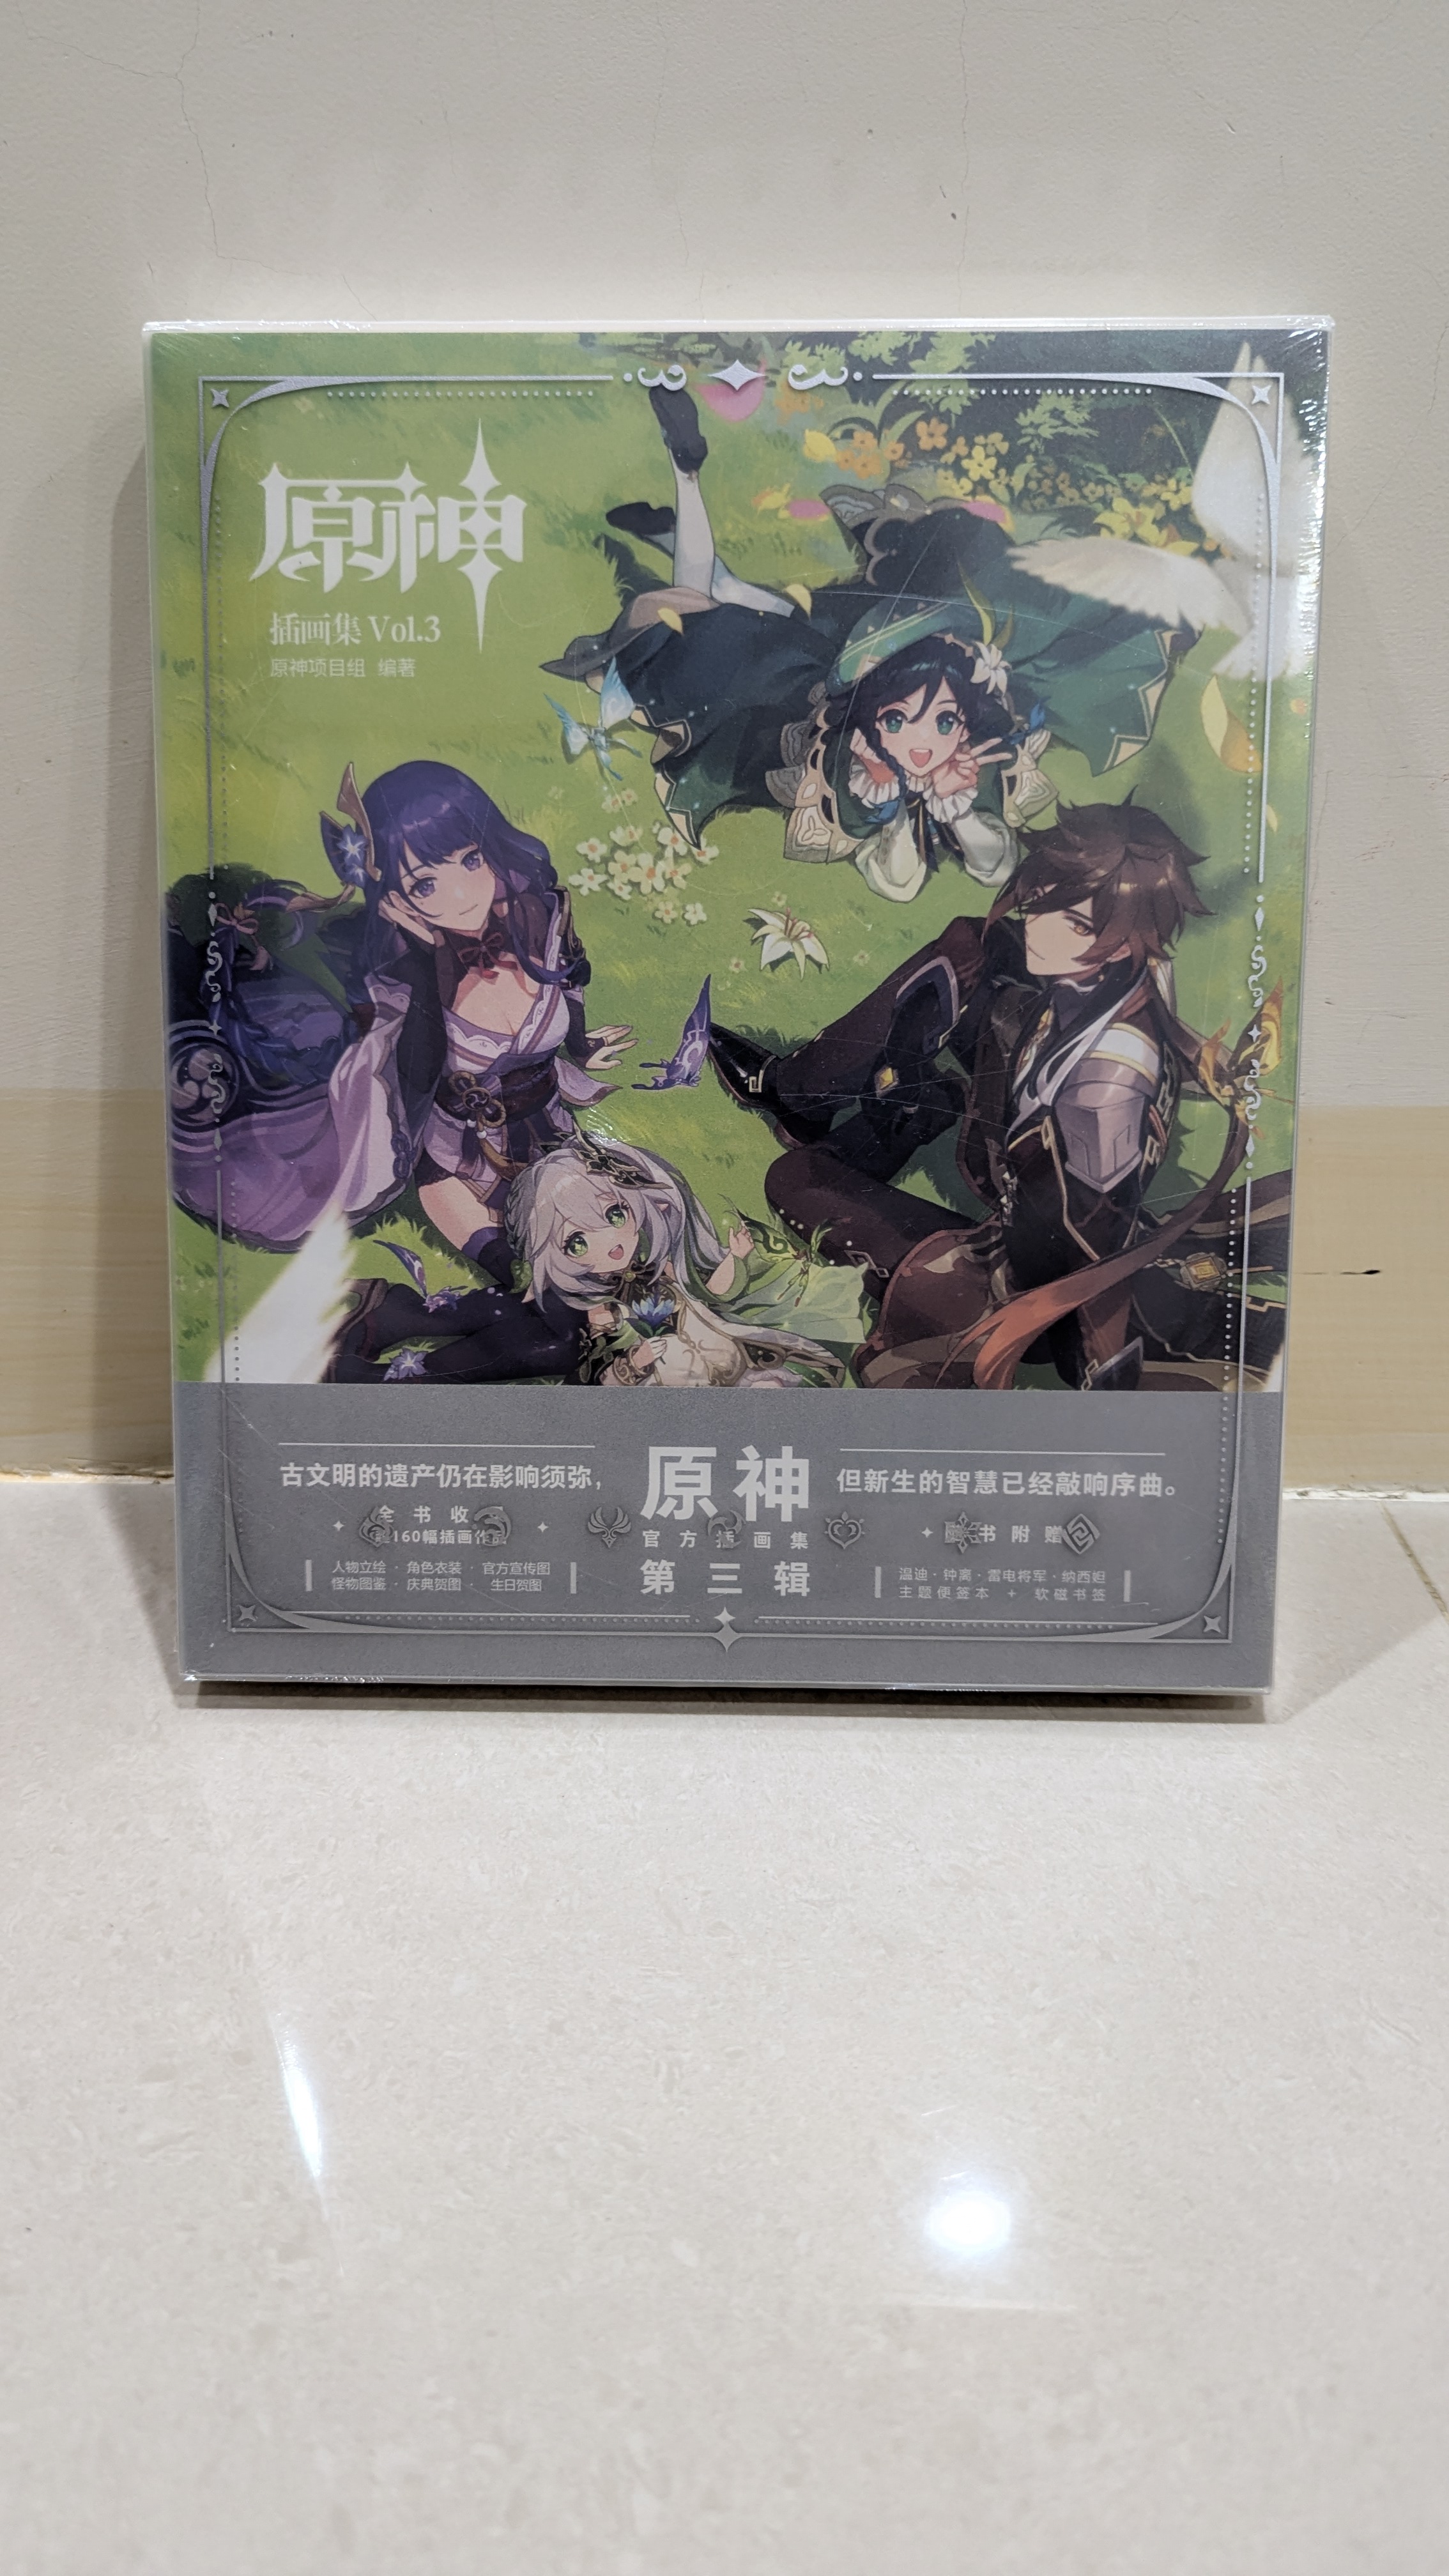 原神
插画集 Vol.3
原神项目组 编著
古文明的遗产仍在影响须弥，
原神
但新生的智慧已经敲响序曲。
全书收
160幅插画作品
官方插画集
书附赠
人物立绘 · 角色衣装 · 官方宣传图
怪物图鉴 · 庆典贺图 · 生日贺图
第三辑
温迪 · 钟离 · 雷电将军 · 纳西妲
主题便签本 + 软磁书签